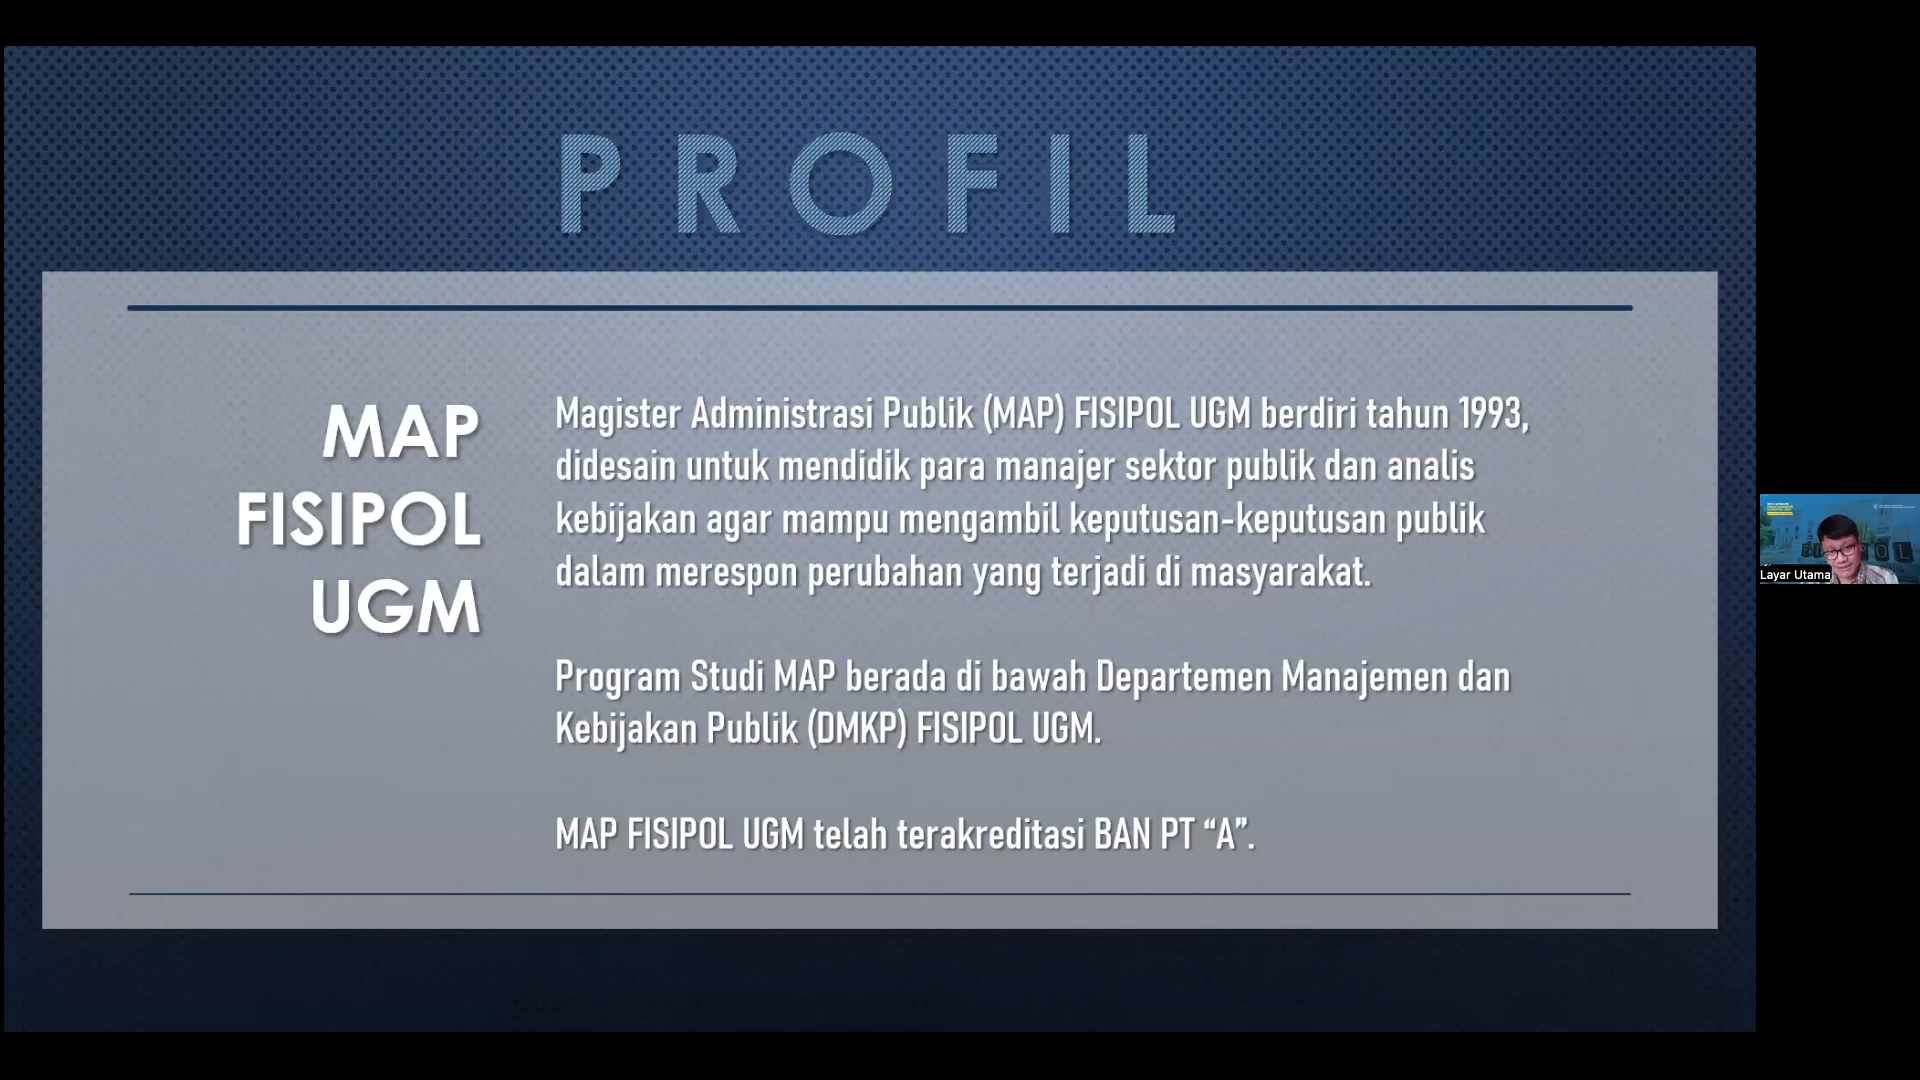 PROFIL
MAP
FISIPOL
UGM
Magister Administrasi Publik (MAP) FISIPOL UGM berdiri tahun 1993,
didesain untuk mendidik para manajer sektor publik dan analis
kebijakan agar mampu mengambil keputusan-keputusan publik
dalam merespon perubahan yang terjadi di masyarakat.
Program Studi MAP berada di bawah Departemen Manajemen dan
Kebijakan Publik (DMKP) FISIPOL UGM.
MAP FISIPOL UGM telah terakreditasi BAN PT “A”.
Layar Utama